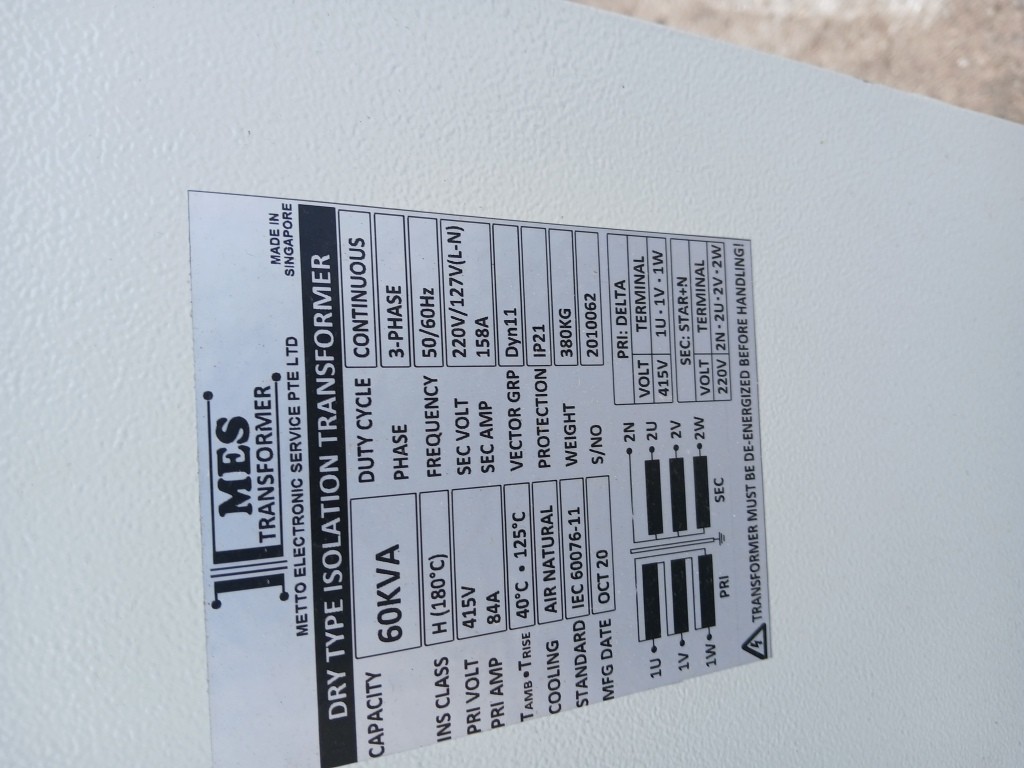 MES
TRANSFORMER
MADE IN
SINGAPORE
METTO ELECTRONIC SERVICE PTE LTD
DRY TYPE ISOLATION TRANSFORMER
CAPACITY 60KVA
INS CLASS H (180°C)
PRI VOLT 415V
PRI AMP 84A
TAMB•TRISE 40°C • 125°C
COOLING AIR NATURAL
STANDARD IEC 60076-11
MFG DATE OCT 20
DUTY CYCLE CONTINUOUS
PHASE 3-PHASE
FREQUENCY 50/60Hz
SEC VOLT 220V/127V(L-N)
SEC AMP 158A
VECTOR GRP Dyn11
PROTECTION IP21
WEIGHT 380KG
S/NO 2010062
1U
1V
1W
PRI
2N
2U
2V
2W
SEC
PRI: DELTA
VOLT TERMINAL
415V 1U·1V·1W
SEC: STAR+N
VOLT TERMINAL
220V 2N·2U·2V·2W
TRANSFORMER MUST BE DE-ENERGIZED BEFORE HANDLING!